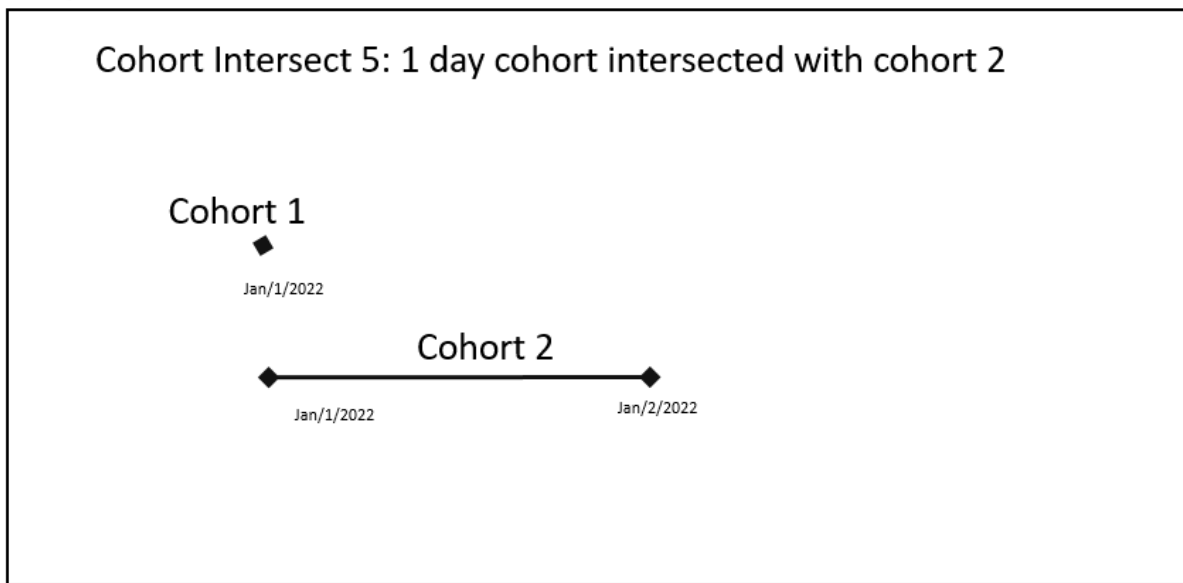 Cohort Intersect 5: 1 day cohort intersected with cohort 2
Cohort 1
Jan/1/2022
Cohort 2
Jan/1/2022
Jan/2/2022